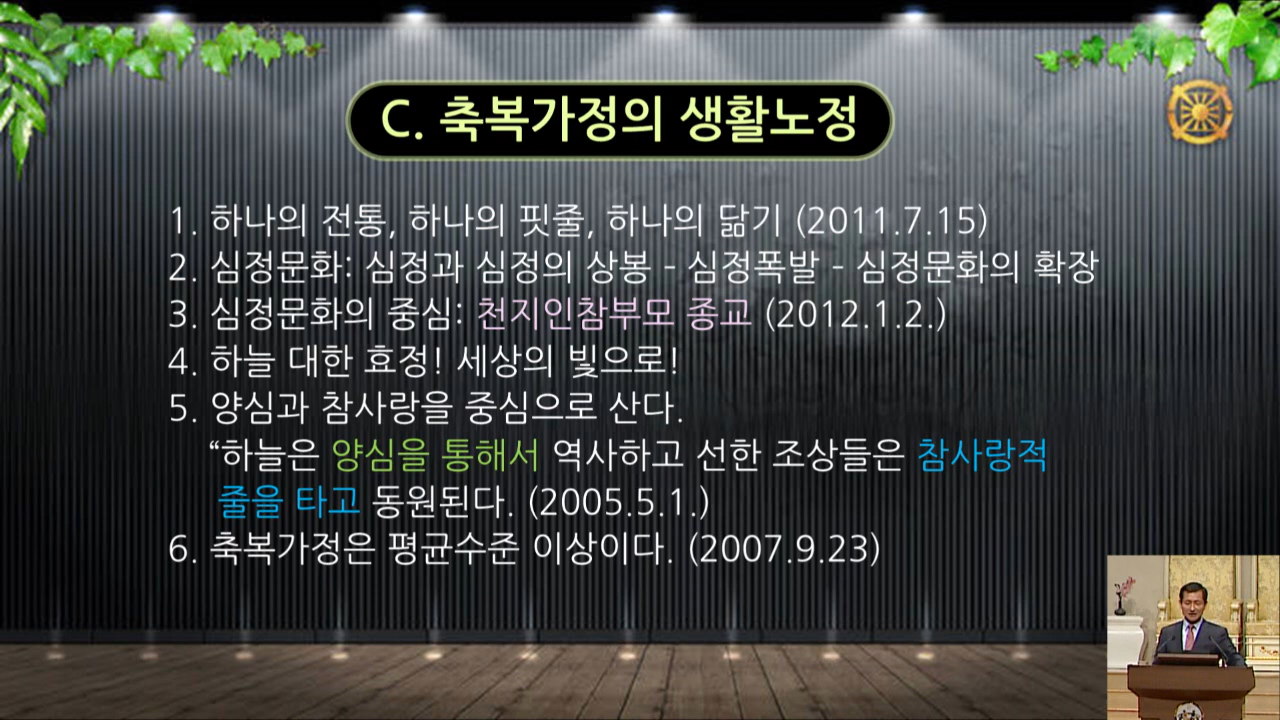 C. 축복가정의 생활노정
1. 하나의 전통, 하나의 핏줄, 하나의 닮기 (2011.7.15)
2. 심정문화: 심정과 심정의 상봉 - 심정폭발 - 심정문화의 확장
3. 심정문화의 중심: 천지인참부모 종교 (2012.1.2.)
4. 하늘 대한 효정! 세상의 빛으로!
5. 양심과 참사랑을 중심으로 산다.
“하늘은 양심을 통해서 역사하고 선한 조상들은 참사랑적
줄을 타고 동원된다. (2005.5.1.)
6. 축복가정은 평균수준 이상이다. (2007.9.23)